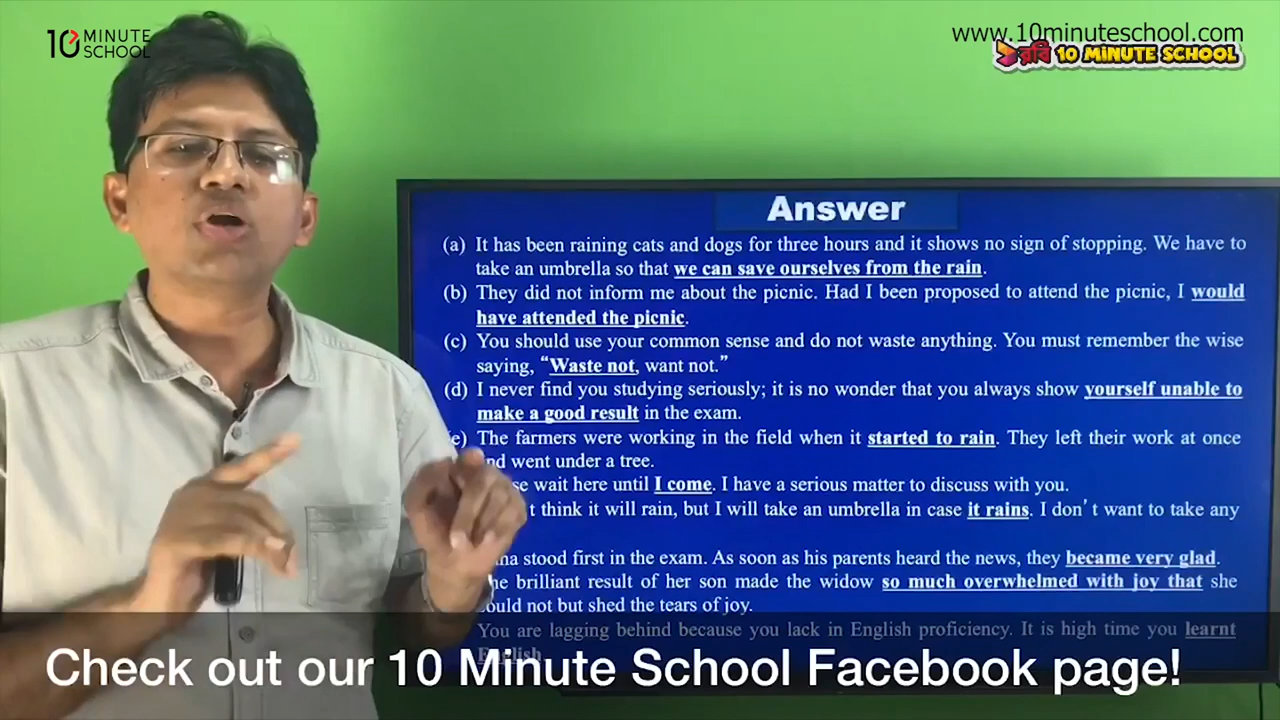 10 MINUTE
SCHOOL
www.10minuteschool.com
রবি 10 MINUTE SCHOOL
Answer
(a) It has been raining cats and dogs for three hours and it shows no sign of stopping. We have to
take an umbrella so that we can save ourselves from the rain.
(b) They did not inform me about the picnic. Had I been proposed to attend the picnic, I would
have attended the picnic.
(c) You should use your common sense and do not waste anything. You must remember the wise
saying, “Waste not, want not.”
(d) I never find you studying seriously; it is no wonder that you always show yourself unable to
make a good result in the exam.
e) The farmers were working in the field when it started to rain. They left their work at once
nd went under a tree.
se wait here until I come. I have a serious matter to discuss with you.
t think it will rain, but I will take an umbrella in case it rains. I don’t want to take any
na stood first in the exam. As soon as his parents heard the news, they became very glad.
he brilliant result of her son made the widow so much overwhelmed with joy that she
ould not but shed the tears of joy.
You are lagging behind because you lack in English proficiency. It is high time you learnt
English
Check out our 10 Minute School Facebook page!